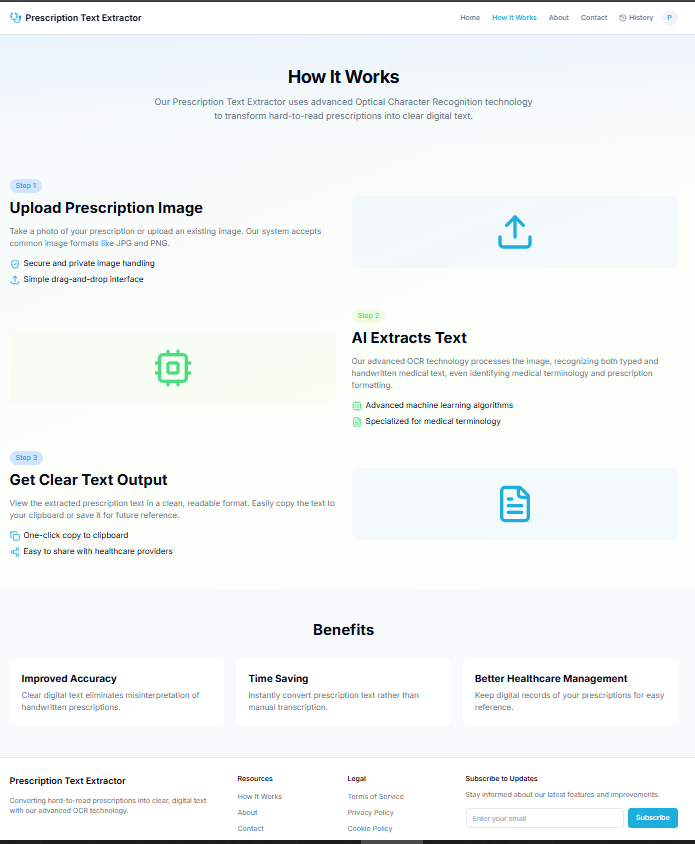 Prescription Text Extractor
Home How It Works About Contact History P
How It Works
Our Prescription Text Extractor uses advanced Optical Character Recognition technology
to transform hard-to-read prescriptions into clear digital text.
Step 1
Upload Prescription Image
Take a photo of your prescription or upload an existing image. Our system accepts
common image formats like JPG and PNG.
Secure and private image handling
Simple drag-and-drop interface
Step 2
AI Extracts Text
Our advanced OCR technology processes the image, recognizing both typed and
handwritten medical text, even identifying medical terminology and prescription
formatting.
Advanced machine learning algorithms
Specialized for medical terminology
Step 3
Get Clear Text Output
View the extracted prescription text in a clean, readable format. Easily copy the text to
your clipboard or save it for future reference.
One-click copy to clipboard
Easy to share with healthcare providers
Benefits
Improved Accuracy
Clear digital text eliminates misinterpretation of
handwritten prescriptions.
Time Saving
Instantly convert prescription text rather than
manual transcription.
Better Healthcare Management
Keep digital records of your prescriptions for easy
reference.
Prescription Text Extractor
Converting hard-to-read prescriptions into clear, digital text
with our advanced OCR technology.
Resources
How It Works
About
Contact
Legal
Terms of Service
Privacy Policy
Cookie Policy
Subscribe to Updates
Stay informed about our latest features and improvements.
Enter your email
Subscribe